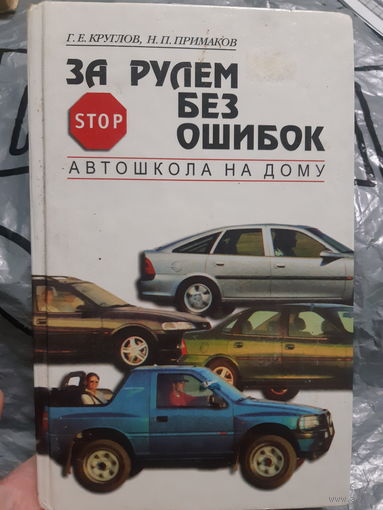 Г. Е. КРУГЛОВ, Н. П. ПРИМАКОВ
ЗА РУЛЕМ
STOP
БЕЗ
ОШИБОК
АВТОШКОЛА НА ДОМУ